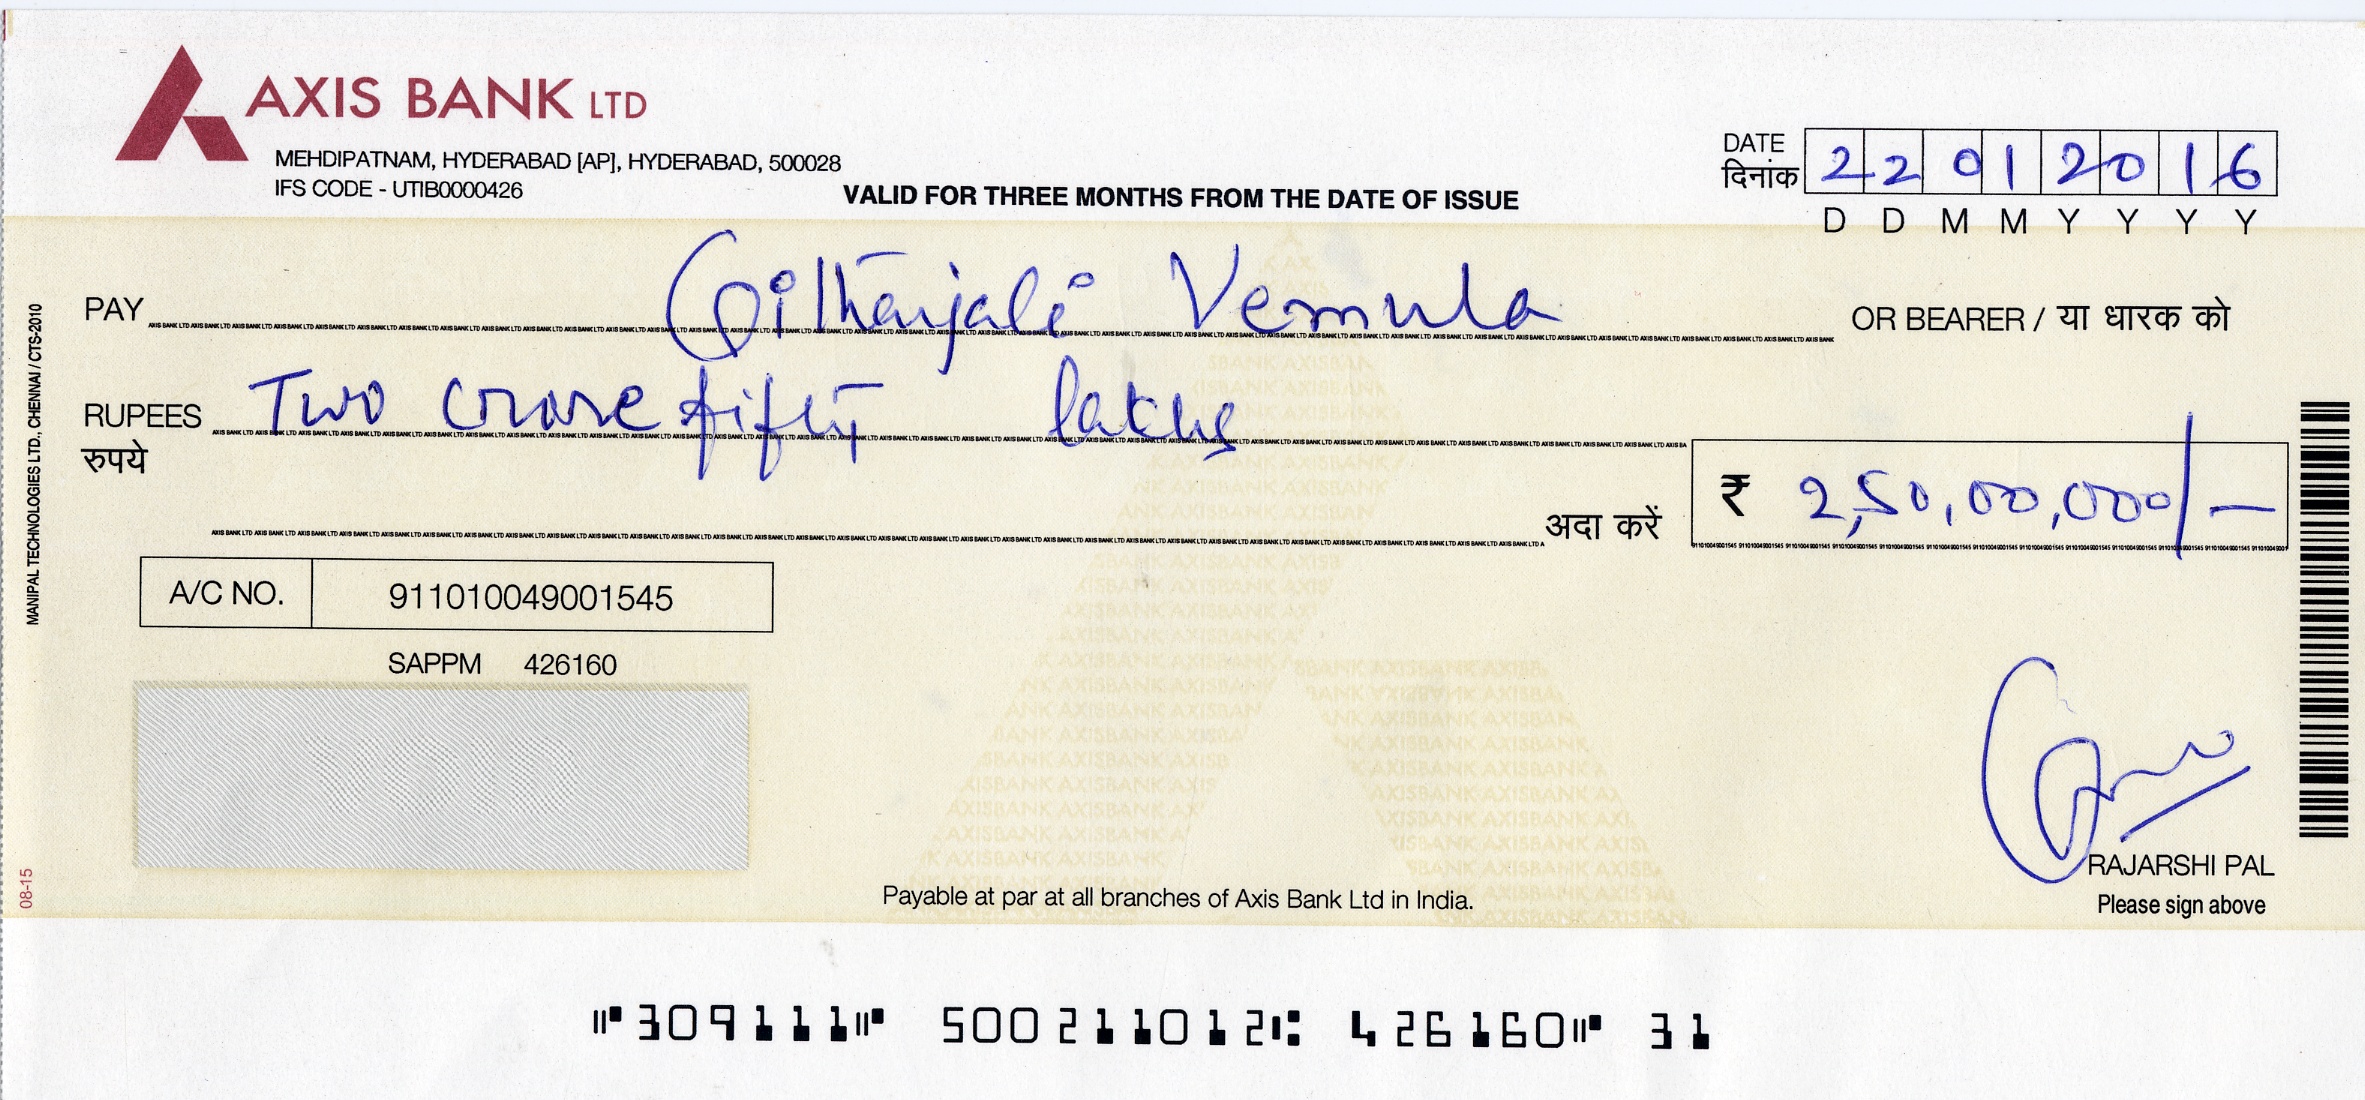 AXIS BANK LTD
MEHDIPATNAM, HYDERABAD [AP], HYDERABAD, 500028
IFS CODE - UTIB0000426
VALID FOR THREE MONTHS FROM THE DATE OF ISSUE
DATE
दिनांक
2 2 0 1 2 0 1 6
D D M M Y Y Y Y
PAY Githanjali Vemula OR BEARER / या धारक को
RUPEES Two crore fifty lakhs
रुपये
अदा करें ₹ 2,50,00,000/-
A/C NO. 911010049001545
SAPPM 426160
VOID
RAJARSHI PAL
Please sign above
Payable at par at all branches of Axis Bank Ltd in India.
MANIPAL TECHNOLOGIES LTD., CHENNAI / CTS-2010
08-15
⑈309111⑈ 500211012⑆ 426160⑈ 31